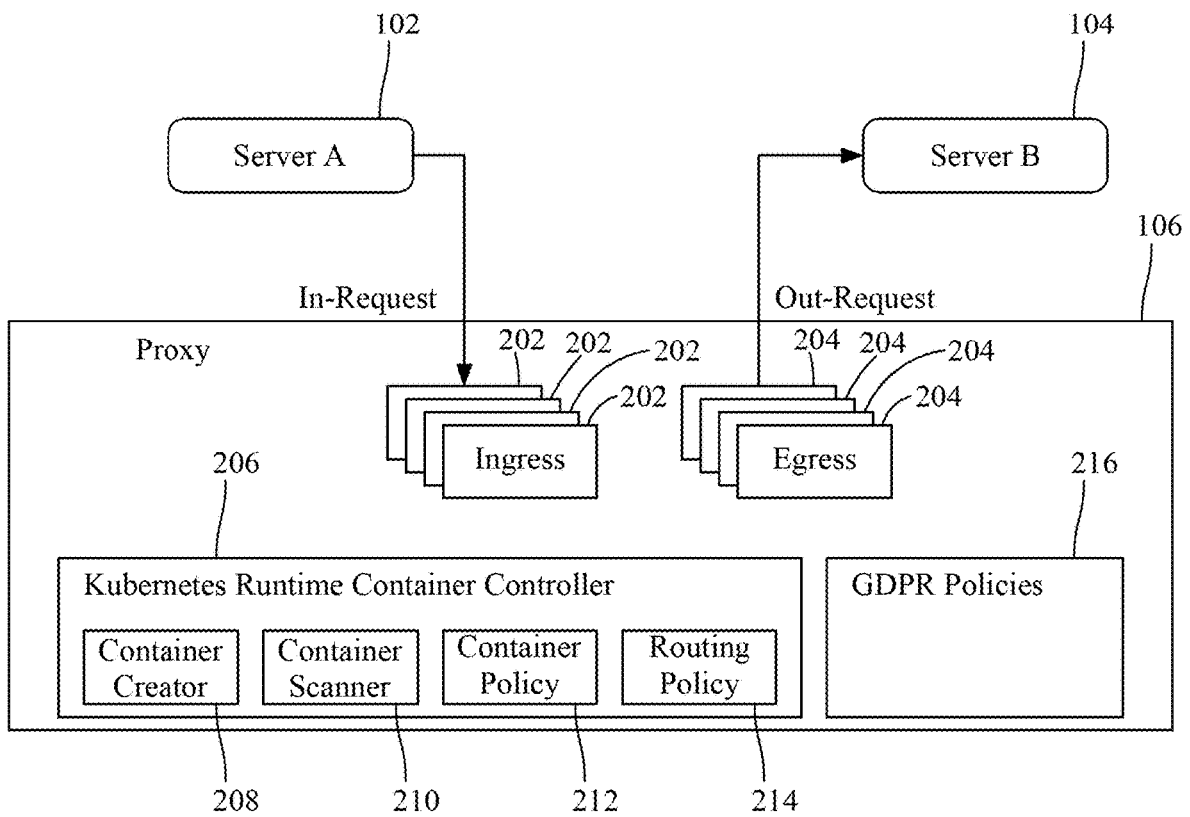 102
104
Server A
Server B
106
In-Request
Out-Request
Proxy
202
202
202
202
204
204
204
204
Ingress
Egress
206
216
Kubernetes Runtime Container Controller
GDPR Policies
Container
Creator
Container
Scanner
Container
Policy
Routing
Policy
208
210
212
214